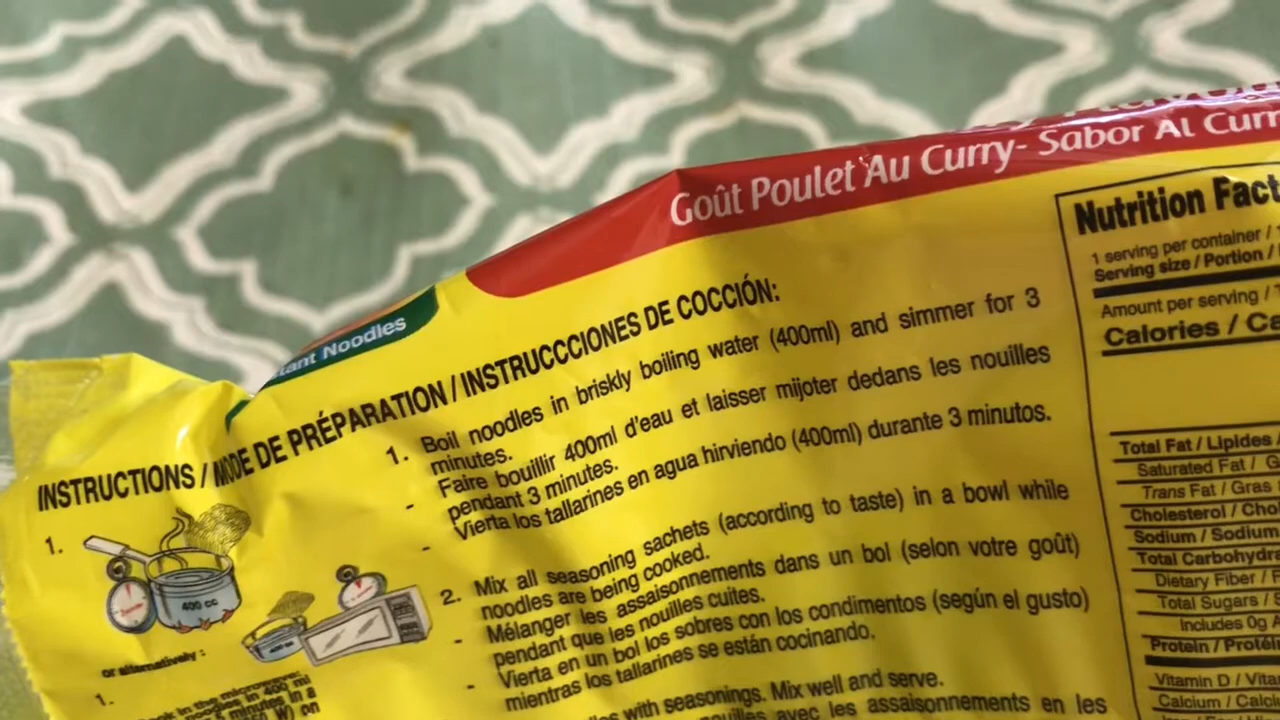 Goût Poulet Au Curry- Sabor Al Curr
Noodles
INSTRUCTIONS / MODE DE PRÉPARATION / INSTRUCCCIONES DE COCCIÓN:
1. Boil noodles in briskly boiling water (400ml) and simmer for 3
minutes.
- Faire bouillir 400ml d'eau et laisser mijoter dedans les nouilles
pendant 3 minutes.
- Vierta los tallarines en agua hirviendo (400ml) durante 3 minutos.
2. Mix all seasoning sachets (according to taste) in a bowl while
noodles are being cooked.
- Mélanger les assaisonnements dans un bol (selon votre goût)
pendant que les nouilles cuites.
- Vierta en un bol los sobres con los condimentos (según el gusto)
mientras los tallarines se están cocinando.
with seasonings. Mix well and serve.
avec les assaisonnements en les
1.
400 cc
or alternatively :
1.
in the microwave
noodles in 400 ml
5 minutes in a
W) on
Nutrition Fact
1 serving per container /
Serving size / Portion /
Amount per serving /
Calories / Ca
Total Fat / Lipides /
Saturated Fat / G
Trans Fat / Gras
Cholesterol / Cho
Sodium / Sodium
Total Carbohydra
Dietary Fiber / F
Total Sugars /
Includes 0g
Protein / Protéi
Vitamin D / Vita
Calcium / Calc